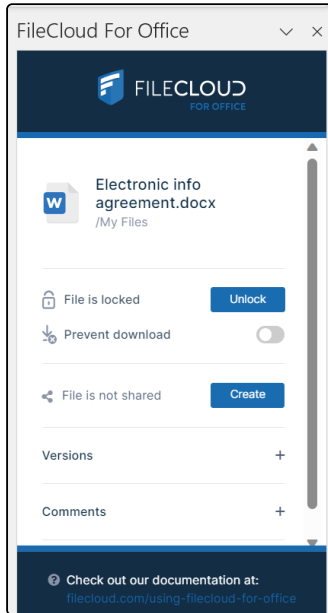 FileCloud For Office
FILECLOUD
FOR OFFICE
W
Electronic info
agreement.docx
/My Files
File is locked
Unlock
Prevent download
File is not shared
Create
Versions
Comments
Check out our documentation at:
filecloud.com/using-filecloud-for-office